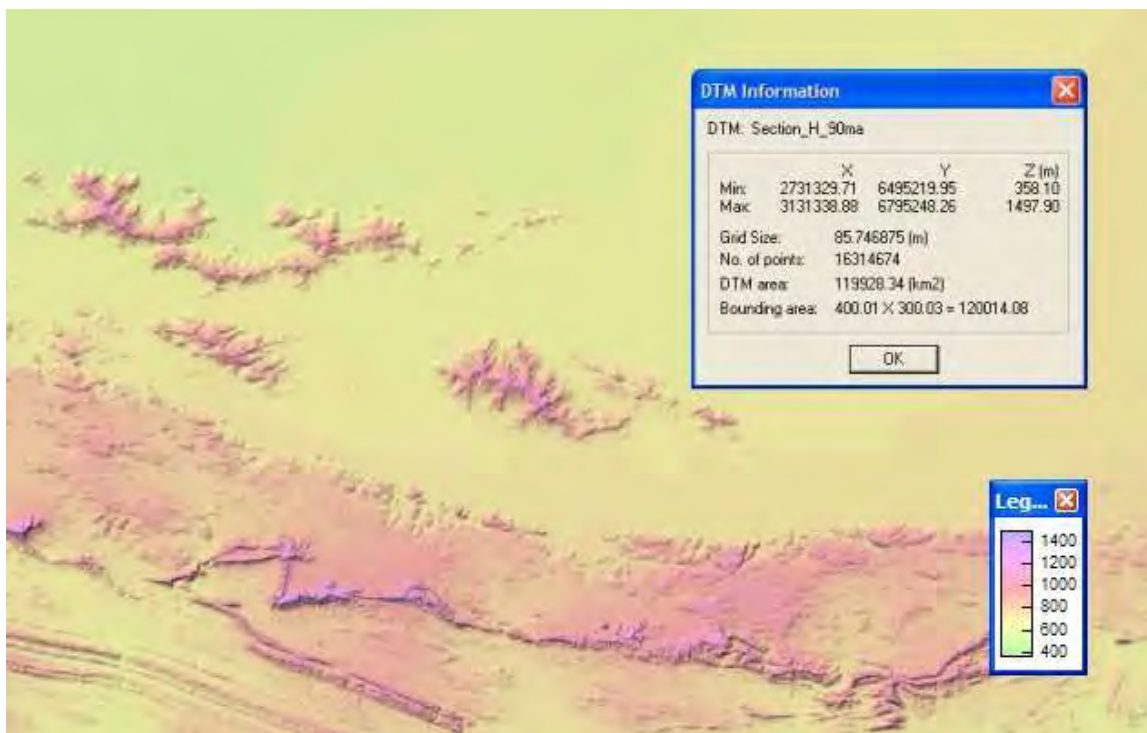 DTM Information
DTM: Section_H_90ma
X Y Z (m)
Min: 2731329.71 6495219.95 358.10
Max: 3131338.88 6795248.26 1497.90
Grid Size: 85.746875 (m)
No. of points: 16314674
DTM area: 119928.34 (km2)
Bounding area: 400.01 X 300.03 = 120014.08
OK
Leg...
1400
1200
1000
800
600
400